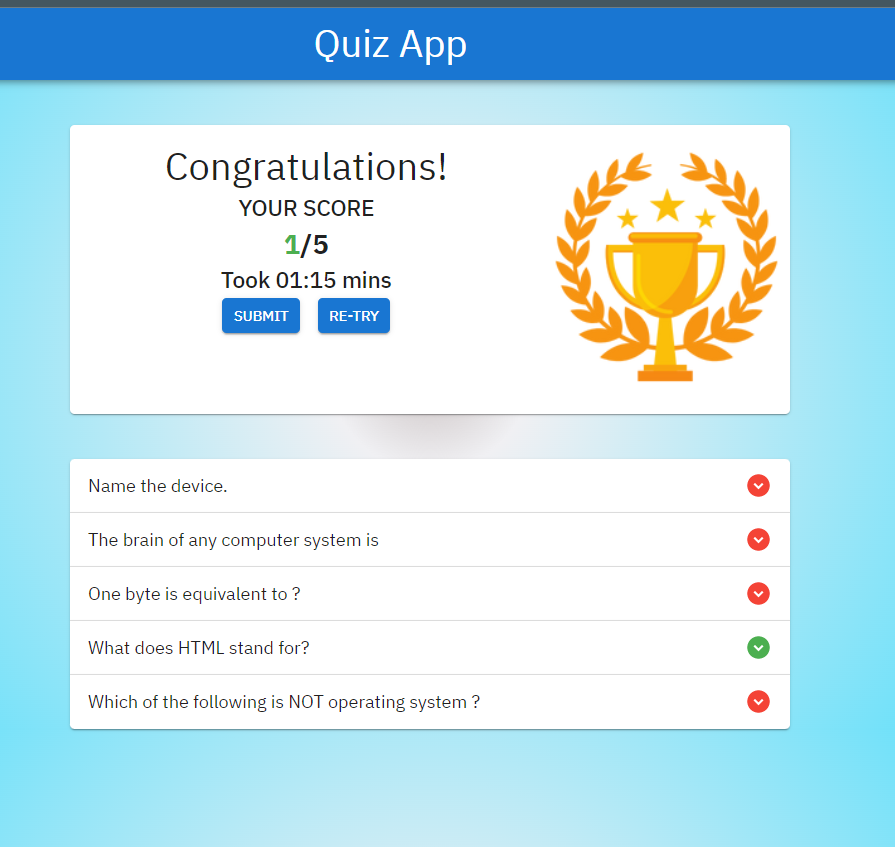 Quiz App
Congratulations!
YOUR SCORE
1/5
Took 01:15 mins
SUBMIT RE-TRY
Name the device.
The brain of any computer system is
One byte is equivalent to ?
What does HTML stand for?
Which of the following is NOT operating system ?